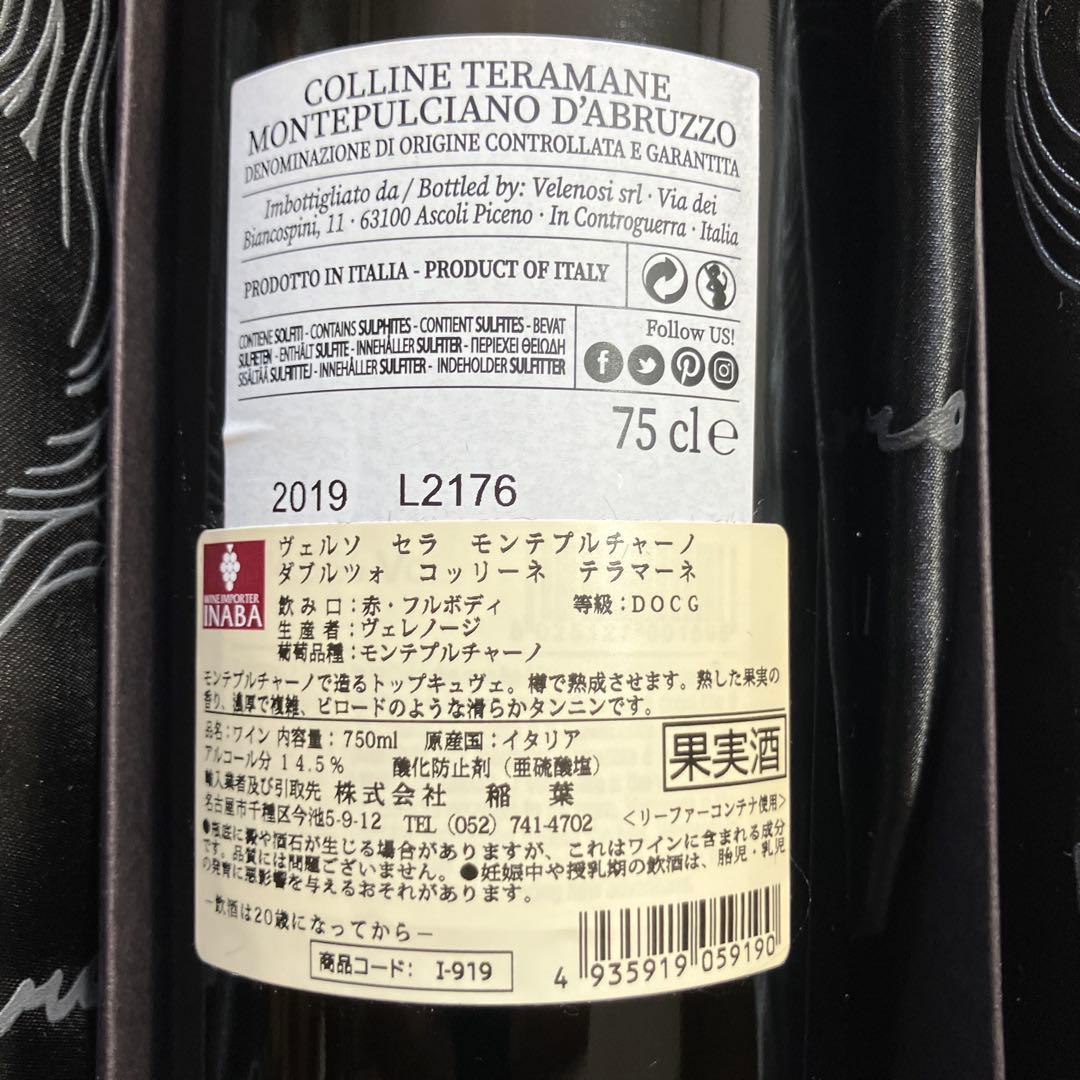 COLLINE TERAMANE
MONTEPULCIANO D'ABRUZZO
DENOMINAZIONE DI ORIGINE CONTROLLATA E GARANTITA
Imbottigliato da / Bottled by: Velenosi srl · Via dei
Biancospini, 11 · 63100 Ascoli Piceno · In Controguerra · Italia
PRODOTTO IN ITALIA - PRODUCT OF ITALY
CONTIENE SOLFITI - CONTAINS SULPHITES - CONTIENT SULFITES - BEVAT
SULFIETEN - ENTHÄLT SULFITE - INNEHÅLLER SULFITER - ΠΕΡΙΕΧΕΙ ΘΕΙΩΔΗ
SISÄLTÄÄ SULFIITTEJ - INNEHÅLLER SULFITER - INDEHOLDER SULFITTER
Follow US!
75 cl e
2019 L2176
WINE IMPORTER
INABA
ヴェルソ セラ モンテプルチャーノ
ダブルツォ コッリーネ テラマーネ
飲み口:赤・フルボディ 等級:DOCG
生産者:ヴェレノージ
葡萄品種:モンテプルチャーノ
モンテプルチャーノで造るトップキュヴェ。樽で熟成させます。熟した果実の
香り、濃厚で複雑、ビロードのような滑らかタンニンです。
品名:ワイン 内容量:750ml 原産国:イタリア
アルコール分 14.5% 酸化防止剤(亜硫酸塩)
果実酒
輸入業者及び引取先 株式会社 稲葉
名古屋市千種区今池5-9-12 TEL(052)741-4702 <リーファーコンテナ使用>
●瓶底に澱や酒石が生じる場合がありますが、これはワインに含まれる成分
です。品質には問題ございません。●妊娠中や授乳期の飲酒は、胎児・乳児
の発育に悪影響を与えるおそれがあります。
―飲酒は20歳になってから―
商品コード: I-919
4 935919 059190